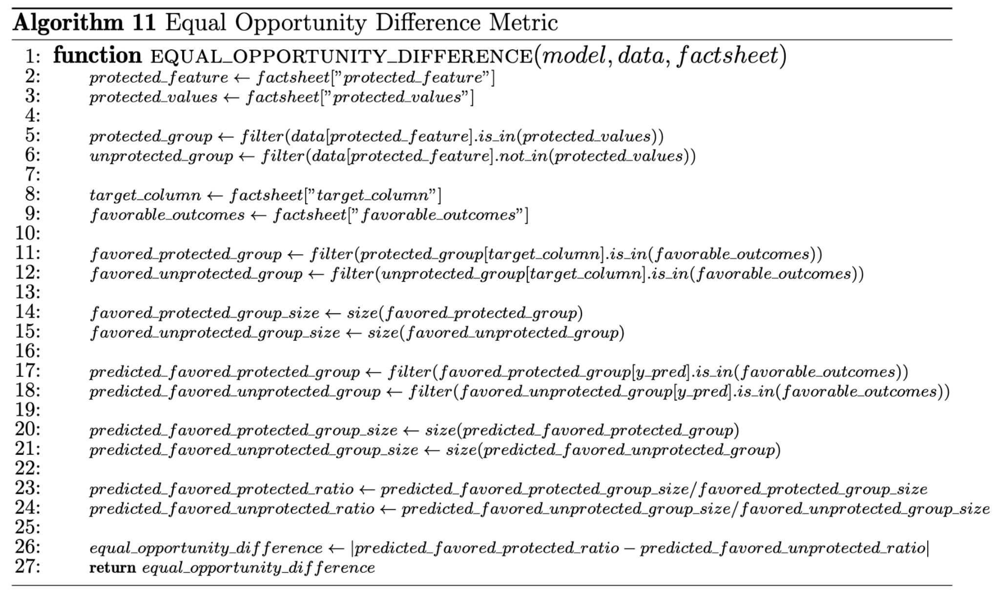 Algorithm 11 Equal Opportunity Difference Metric
1: function EQUAL_OPPORTUNITY_DIFFERENCE(model, data, factsheet)
2: protected_feature ← factsheet["protected_feature"]
3: protected_values ← factsheet["protected_values"]
4:
5: protected_group ← filter(data[protected_feature].is_in(protected_values))
6: unprotected_group ← filter(data[protected_feature].not_in(protected_values))
7:
8: target_column ← factsheet["target_column"]
9: favorable_outcomes ← factsheet["favorable_outcomes"]
10:
11: favored_protected_group ← filter(protected_group[target_column].is_in(favorable_outcomes))
12: favored_unprotected_group ← filter(unprotected_group[target_column].is_in(favorable_outcomes))
13:
14: favored_protected_group_size ← size(favored_protected_group)
15: favored_unprotected_group_size ← size(favored_unprotected_group)
16:
17: predicted_favored_protected_group ← filter(favored_protected_group[y_pred].is_in(favorable_outcomes))
18: predicted_favored_unprotected_group ← filter(favored_unprotected_group[y_pred].is_in(favorable_outcomes))
19:
20: predicted_favored_protected_group_size ← size(predicted_favored_protected_group)
21: predicted_favored_unprotected_group_size ← size(predicted_favored_unprotected_group)
22:
23: predicted_favored_protected_ratio ← predicted_favored_protected_group_size/favored_protected_group_size
24: predicted_favored_unprotected_ratio ← predicted_favored_unprotected_group_size/favored_unprotected_group_size
25:
26: equal_opportunity_difference ← |predicted_favored_protected_ratio − predicted_favored_unprotected_ratio|
27: return equal_opportunity_difference